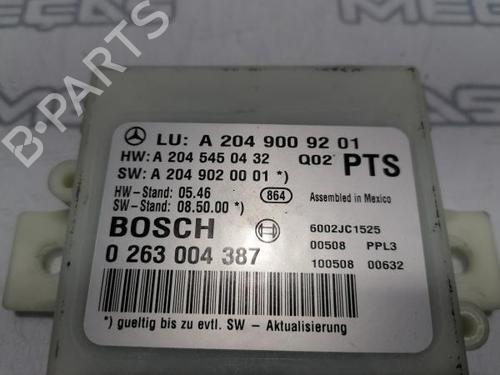 LU: A 204 900 92 01
HW: A 204 545 04 32 Q02 PTS
SW: A 204 902 00 01 *)
HW-Stand: 05.46 864 Assembled in Mexico
SW-Stand: 08.50.00 *)
BOSCH 6002JC1525
0 263 004 387 00508 PPL3
100508 00632
*) gueltig bis zu evtl. SW - Aktualisierung
B-PARTS